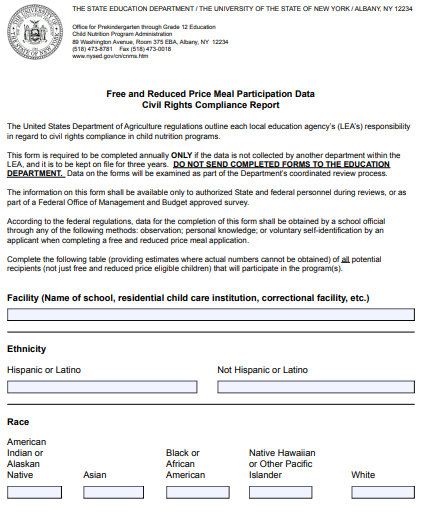 THE STATE EDUCATION DEPARTMENT / THE UNIVERSITY OF THE STATE OF NEW YORK / ALBANY, NY 12234
Office for Prekindergarten through Grade 12 Education
Child Nutrition Program Administration
89 Washington Avenue, Room 375 EBA, Albany, NY 12234
(518) 473-8781 Fax (518) 473-0018
www.nysed.gov/cn/cnms.htm
Free and Reduced Price Meal Participation Data
Civil Rights Compliance Report
The United States Department of Agriculture regulations outline each local education agency's (LEA's) responsibility
in regard to civil rights compliance in child nutrition programs.
This form is required to be completed annually ONLY if the data is not collected by another department within the
LEA, and it is to be kept on file for three years. DO NOT SEND COMPLETED FORMS TO THE EDUCATION
DEPARTMENT. Data on the forms will be examined as part of the Department's coordinated review process.
The information on this form shall be available only to authorized State and federal personnel during reviews, or as
part of a Federal Office of Management and Budget approved survey.
According to the federal regulations, data for the completion of this form shall be obtained by a school official
through any of the following methods: observation; personal knowledge; or voluntary self-identification by an
applicant when completing a free and reduced price meal application.
Complete the following table (providing estimates where actual numbers cannot be obtained) of all potential
recipients (not just free and reduced price eligible children) that will participate in the program(s).
Facility (Name of school, residential child care institution, correctional facility, etc.)
Ethnicity
Hispanic or Latino Not Hispanic or Latino
Race
American
Indian or Black or Native Hawaiian
Alaskan African or Other Pacific
Native Asian American Islander White